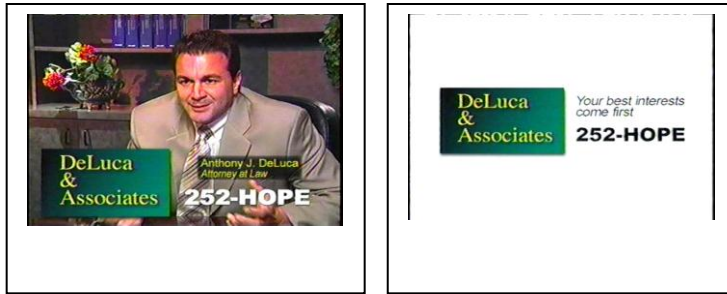 DeLuca
&
Associates
Anthony J. DeLuca
Attorney at Law
252-HOPE
DeLuca
&
Associates
Your best interests
come first
252-HOPE